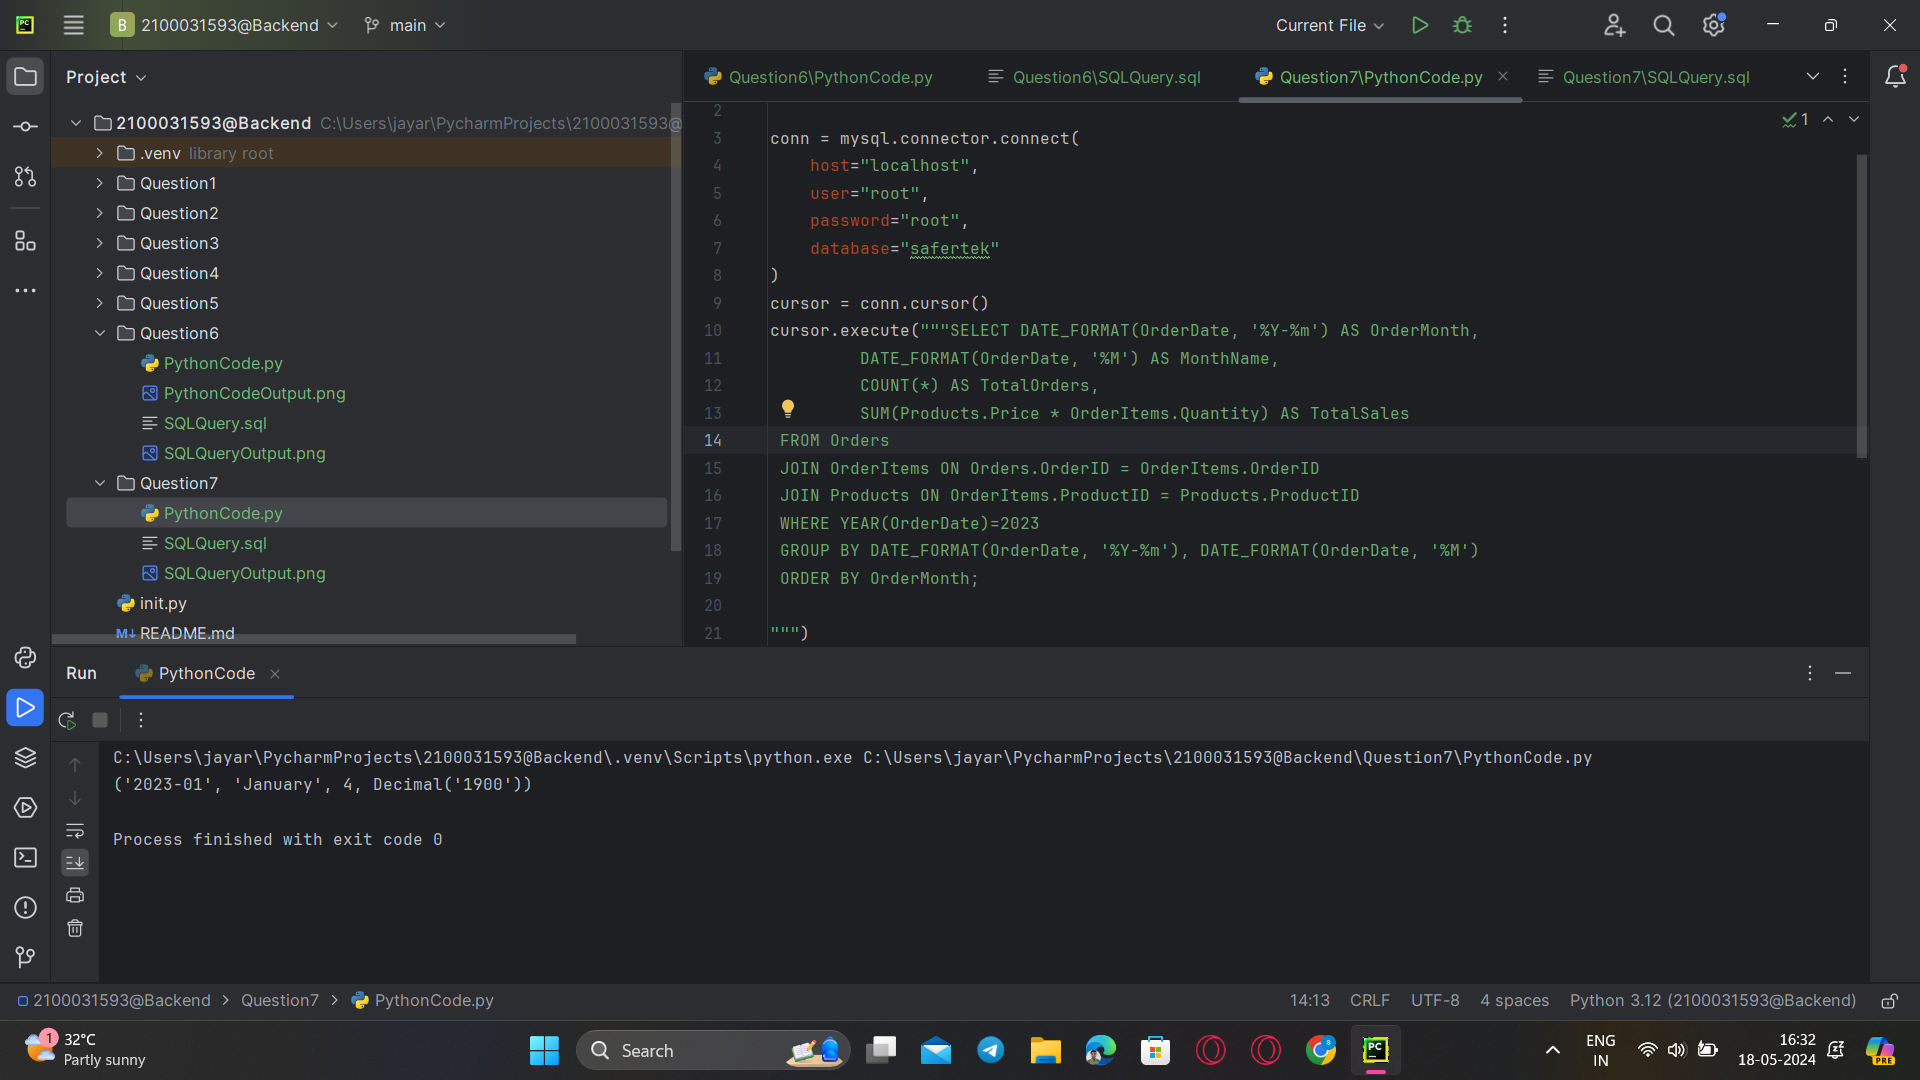 PC
B 2100031593@Backend main
Current File
Project
2100031593@Backend C:\Users\jayar\PycharmProjects\2100031593@
.venv library root
Question1
Question2
Question3
Question4
Question5
Question6
PythonCode.py
PythonCodeOutput.png
SQLQuery.sql
SQLQueryOutput.png
Question7
PythonCode.py
SQLQuery.sql
SQLQueryOutput.png
init.py
M↓ README.md
Question6\PythonCode.py Question6\SQLQuery.sql Question7\PythonCode.py Question7\SQLQuery.sql
1
2
3 conn = mysql.connector.connect(
4 host="localhost",
5 user="root",
6 password="root",
7 database="safertek"
8 )
9 cursor = conn.cursor()
10 cursor.execute("""SELECT DATE_FORMAT(OrderDate, '%Y-%m') AS OrderMonth,
11 DATE_FORMAT(OrderDate, '%M') AS MonthName,
12 COUNT(*) AS TotalOrders,
13 SUM(Products.Price * OrderItems.Quantity) AS TotalSales
14 FROM Orders
15 JOIN OrderItems ON Orders.OrderID = OrderItems.OrderID
16 JOIN Products ON OrderItems.ProductID = Products.ProductID
17 WHERE YEAR(OrderDate)=2023
18 GROUP BY DATE_FORMAT(OrderDate, '%Y-%m'), DATE_FORMAT(OrderDate, '%M')
19 ORDER BY OrderMonth;
20
21 """)
Run PythonCode
C:\Users\jayar\PycharmProjects\2100031593@Backend\.venv\Scripts\python.exe C:\Users\jayar\PycharmProjects\2100031593@Backend\Question7\PythonCode.py
('2023-01', 'January', 4, Decimal('1900'))
Process finished with exit code 0
2100031593@Backend > Question7 > PythonCode.py
14:13 CRLF UTF-8 4 spaces Python 3.12 (2100031593@Backend)
1 32°C
Partly sunny
Search
PC
ENG
IN
16:32
18-05-2024
PRE